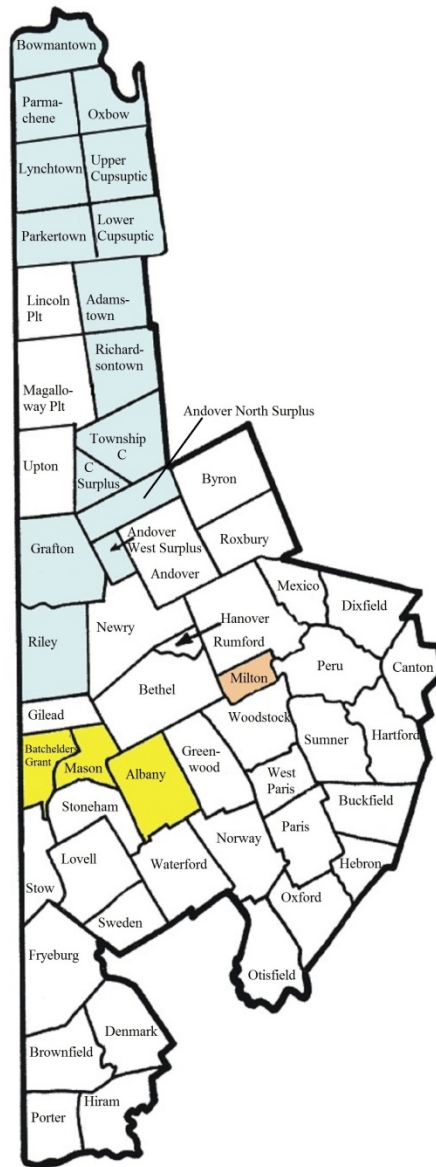 Bowmantown
Parma-
chene
Oxbow
Lynchtown
Upper
Cupsuptic
Parkertown
Lower
Cupsuptic
Lincoln
Plt
Adams-
town
Richard-
sontown
Magallo-
way Plt
Andover North Surplus
Township
C
Upton
C
Surplus
Byron
Andover
West Surplus
Grafton
Roxbury
Andover
Mexico
Dixfield
Newry
Hanover
Riley
Rumford
Peru
Canton
Bethel
Milton
Gilead
Woodstock
Batchelders
Grant
Mason
Albany
Green-
wood
Sumner
Hartford
Stoneham
West
Paris
Buckfield
Lovell
Waterford
Norway
Paris
Hebron
Stow
Oxford
Sweden
Fryeburg
Otisfield
Denmark
Brownfield
Porter
Hiram